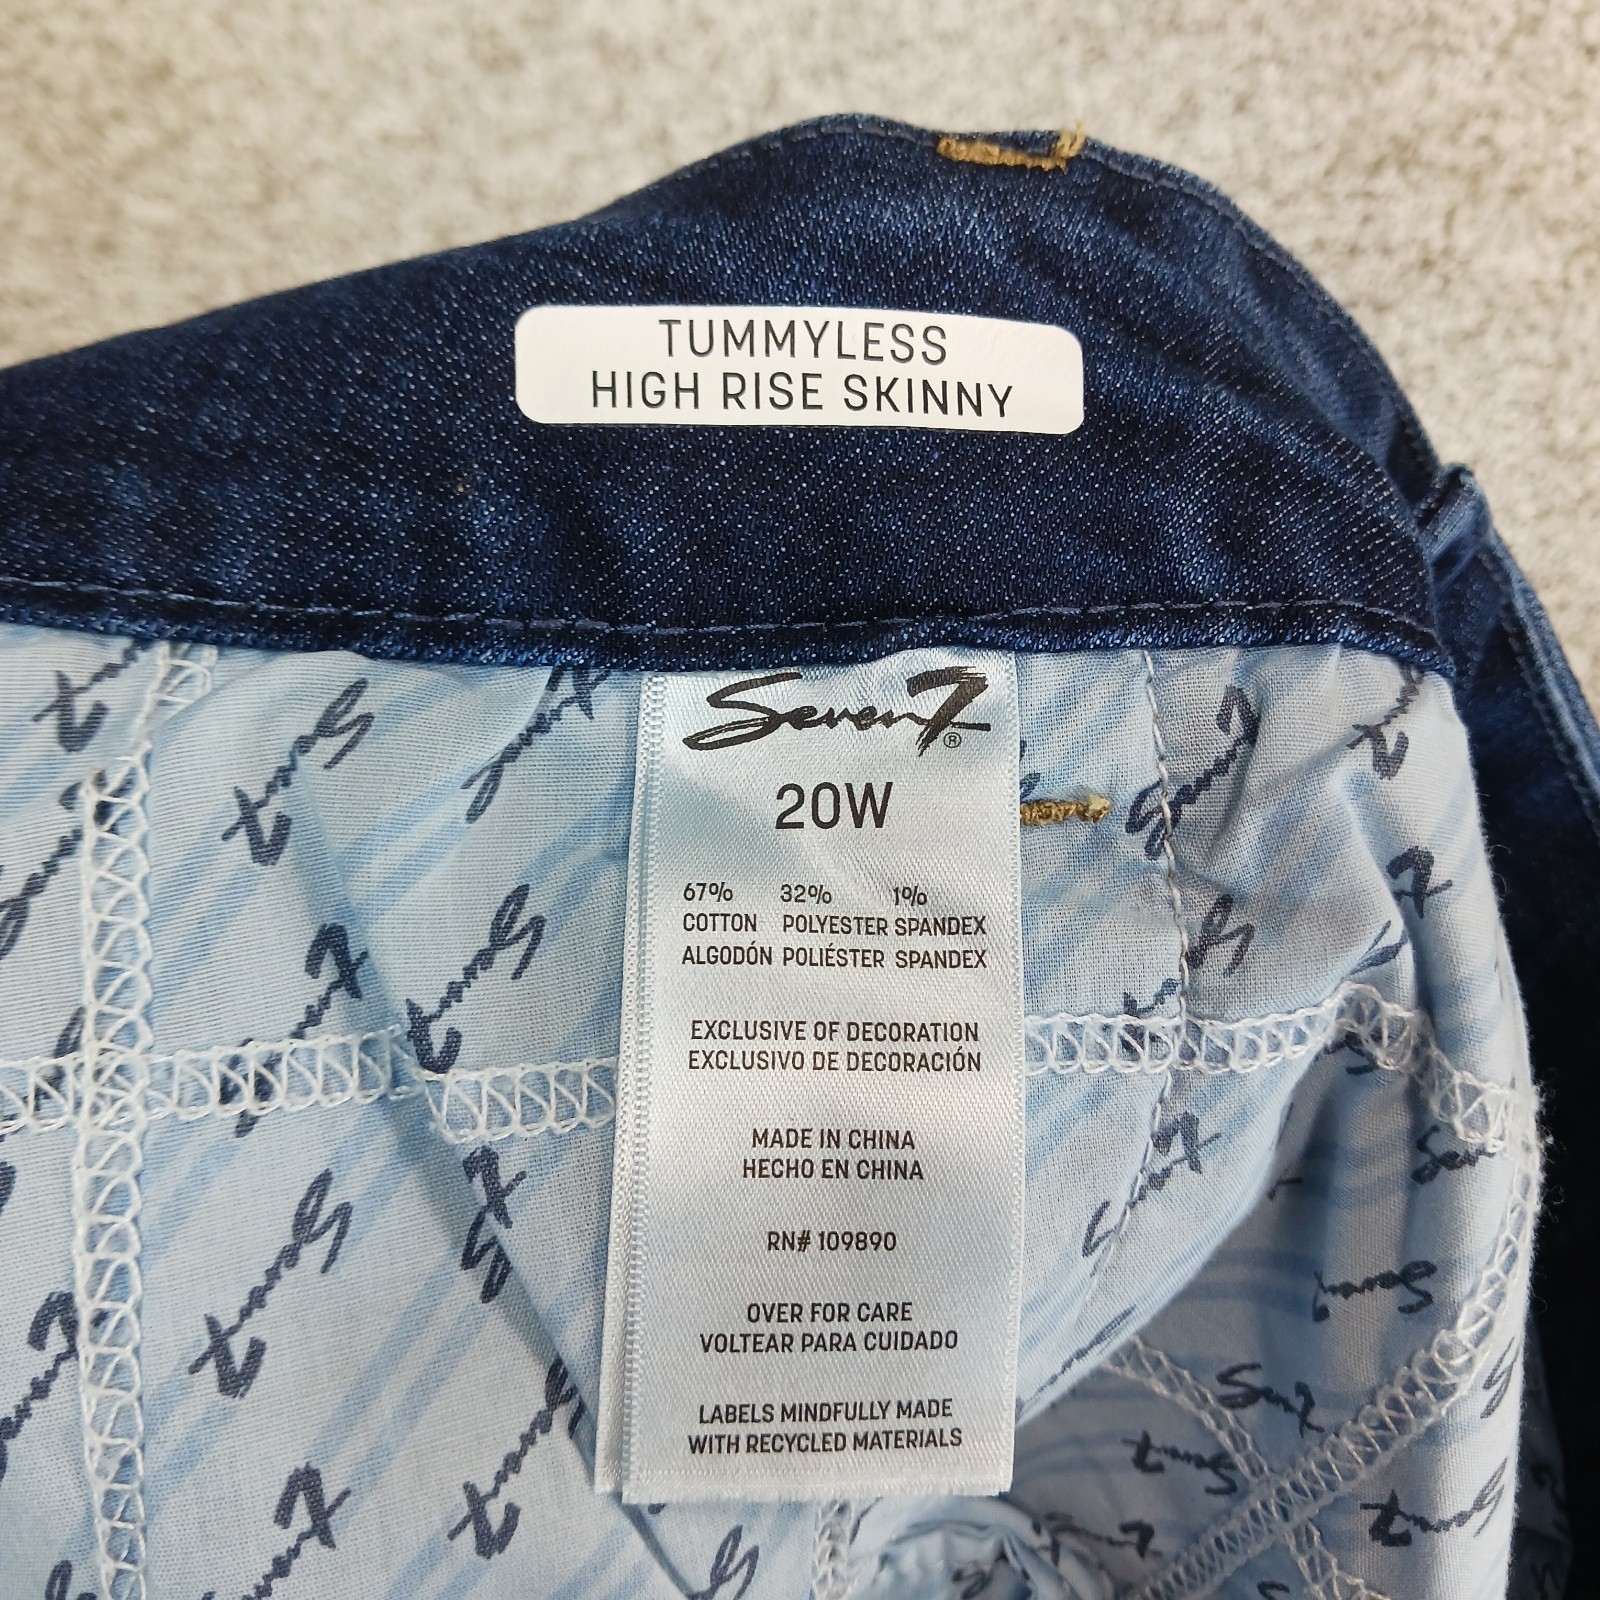 TUMMYLESS
HIGH RISE SKINNY
Seven7®
20W
67% 32% 1%
COTTON POLYESTER SPANDEX
ALGODÓN POLIÉSTER SPANDEX
EXCLUSIVE OF DECORATION
EXCLUSIVO DE DECORACIÓN
MADE IN CHINA
HECHO EN CHINA
RN# 109890
OVER FOR CARE
VOLTEAR PARA CUIDADO
LABELS MINDFULLY MADE
WITH RECYCLED MATERIALS